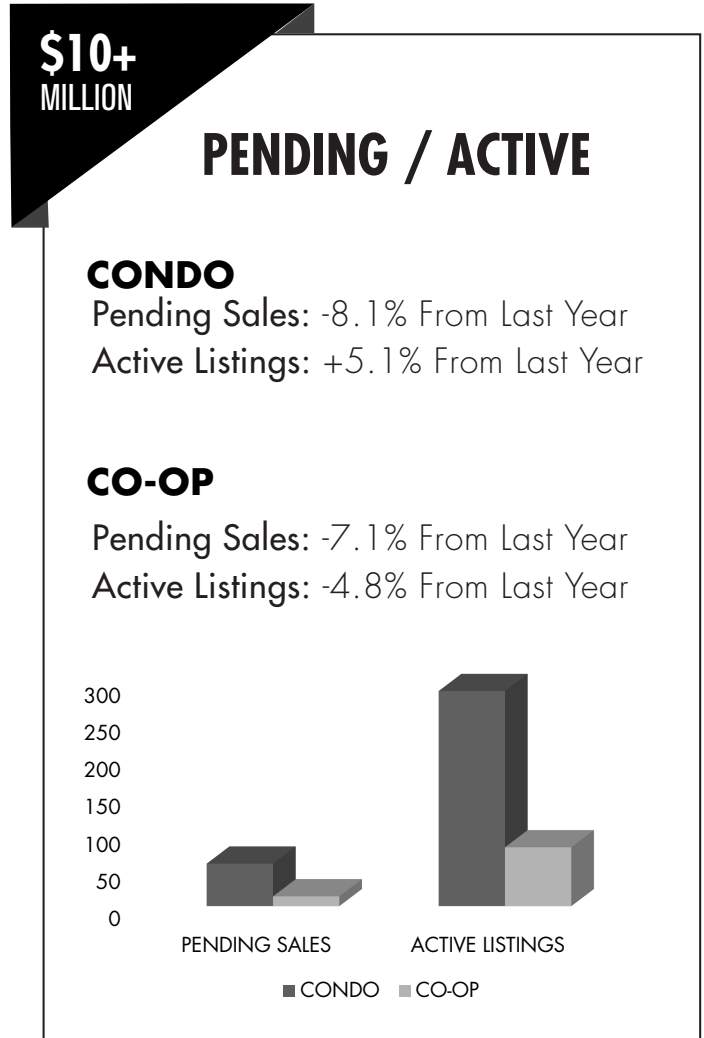 $10+
MILLION
PENDING / ACTIVE
CONDO
Pending Sales: -8.1% From Last Year
Active Listings: +5.1% From Last Year
CO-OP
Pending Sales: -7.1% From Last Year
Active Listings: -4.8% From Last Year
300
250
200
150
100
50
0
PENDING SALES ACTIVE LISTINGS
CONDO CO-OP